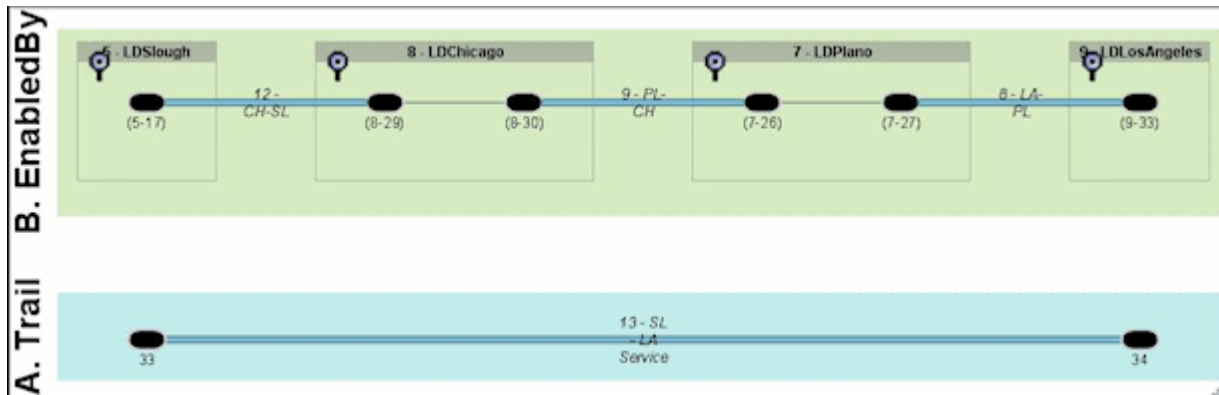 B. EnabledBy
5 - LDSlough
8 - LDChicago
7 - LDPlano
9 - LDLosAngeles
12 -
CH-SL
9 - PL-
CH
8 - LA-
PL
(5-17)
(8-29)
(8-30)
(7-26)
(7-27)
(9-33)
A. Trail
13 - SL
- LA
Service
33
34